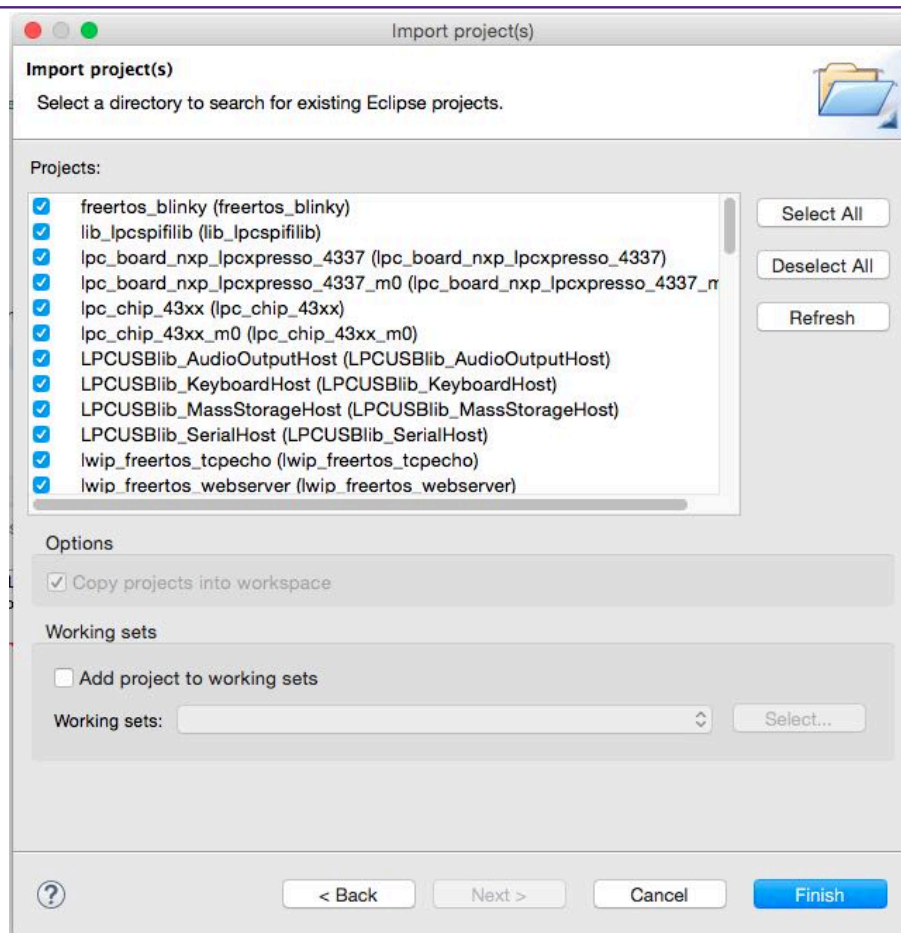 Import project(s)
Import project(s)
Select a directory to search for existing Eclipse projects.
Projects:
freertos_blinky (freertos_blinky)
lib_lpcspifilib (lib_lpcspifilib)
lpc_board_nxp_lpcxpresso_4337 (lpc_board_nxp_lpcxpresso_4337)
lpc_board_nxp_lpcxpresso_4337_m0 (lpc_board_nxp_lpcxpresso_4337_m
lpc_chip_43xx (lpc_chip_43xx)
lpc_chip_43xx_m0 (lpc_chip_43xx_m0)
LPCUSBlib_AudioOutputHost (LPCUSBlib_AudioOutputHost)
LPCUSBlib_KeyboardHost (LPCUSBlib_KeyboardHost)
LPCUSBlib_MassStorageHost (LPCUSBlib_MassStorageHost)
LPCUSBlib_SerialHost (LPCUSBlib_SerialHost)
lwip_freertos_tcpecho (lwip_freertos_tcpecho)
lwip_freertos_webserver (lwip_freertos_webserver)
Select All
Deselect All
Refresh
Options
Copy projects into workspace
Working sets
Add project to working sets
Working sets:
Select...
?
< Back
Next >
Cancel
Finish